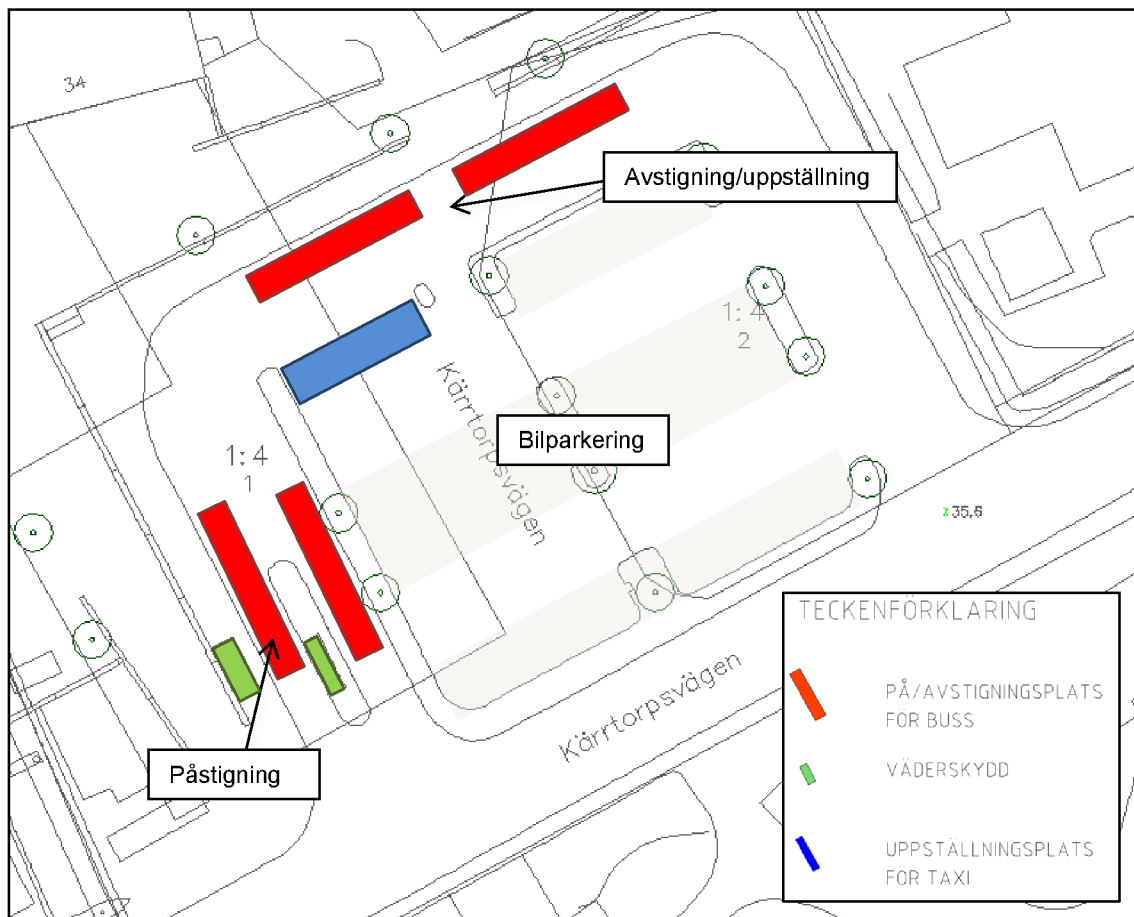 34
Avstigning/uppställning
1:4
2
Kärrtorpsvägen
Bilparkering
1:4
1
x35,6
Kärrtorpsvägen
Påstigning
TECKENFÖRKLARING
PÅ/AVSTIGNINGSPLATS
FÖR BUSS
VÄDERSKYDD
UPPSTÄLLNINGSPLATS
FÖR TAXI